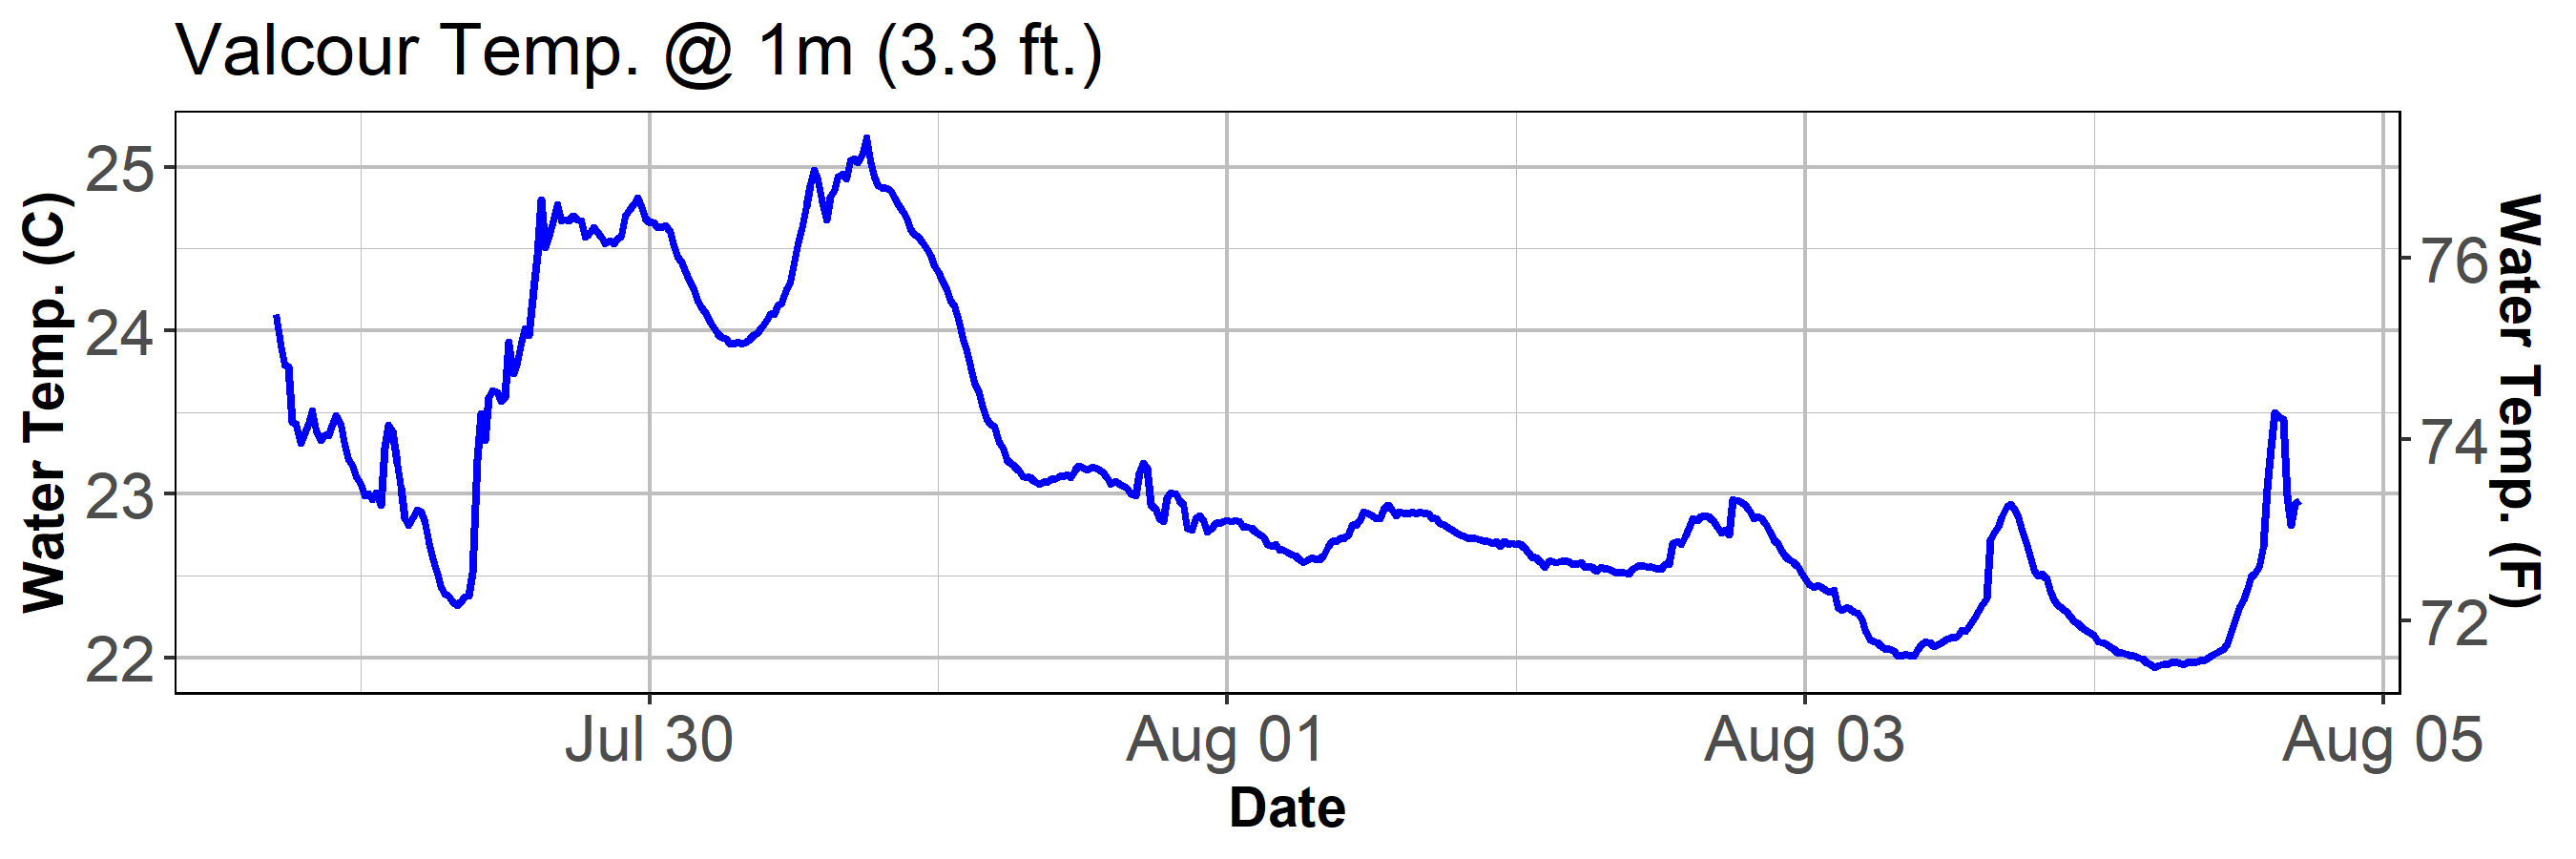 Valcour Temp. @ 1m (3.3 ft.)
Water Temp. (C)
25
24
23
22
76
74
72
Water Temp. (F)
Jul 30
Aug 01
Aug 03
Aug 05
Date